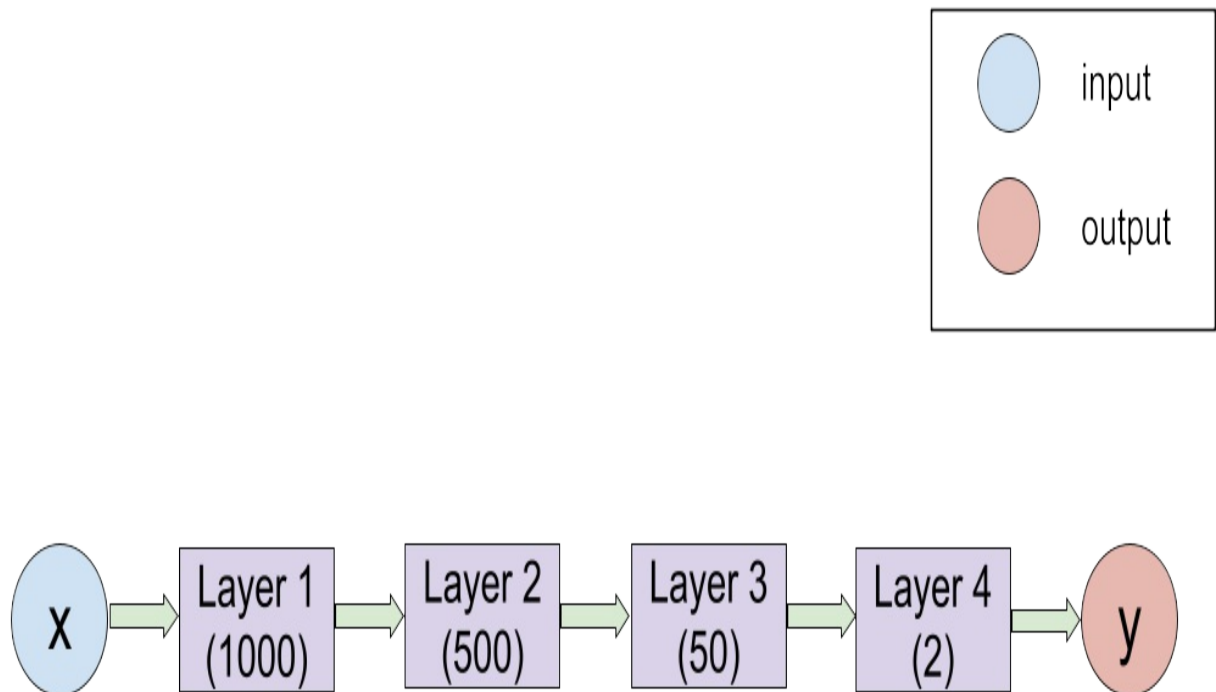 input
output
x
Layer 1
(1000)
Layer 2
(500)
Layer 3
(50)
Layer 4
(2)
y